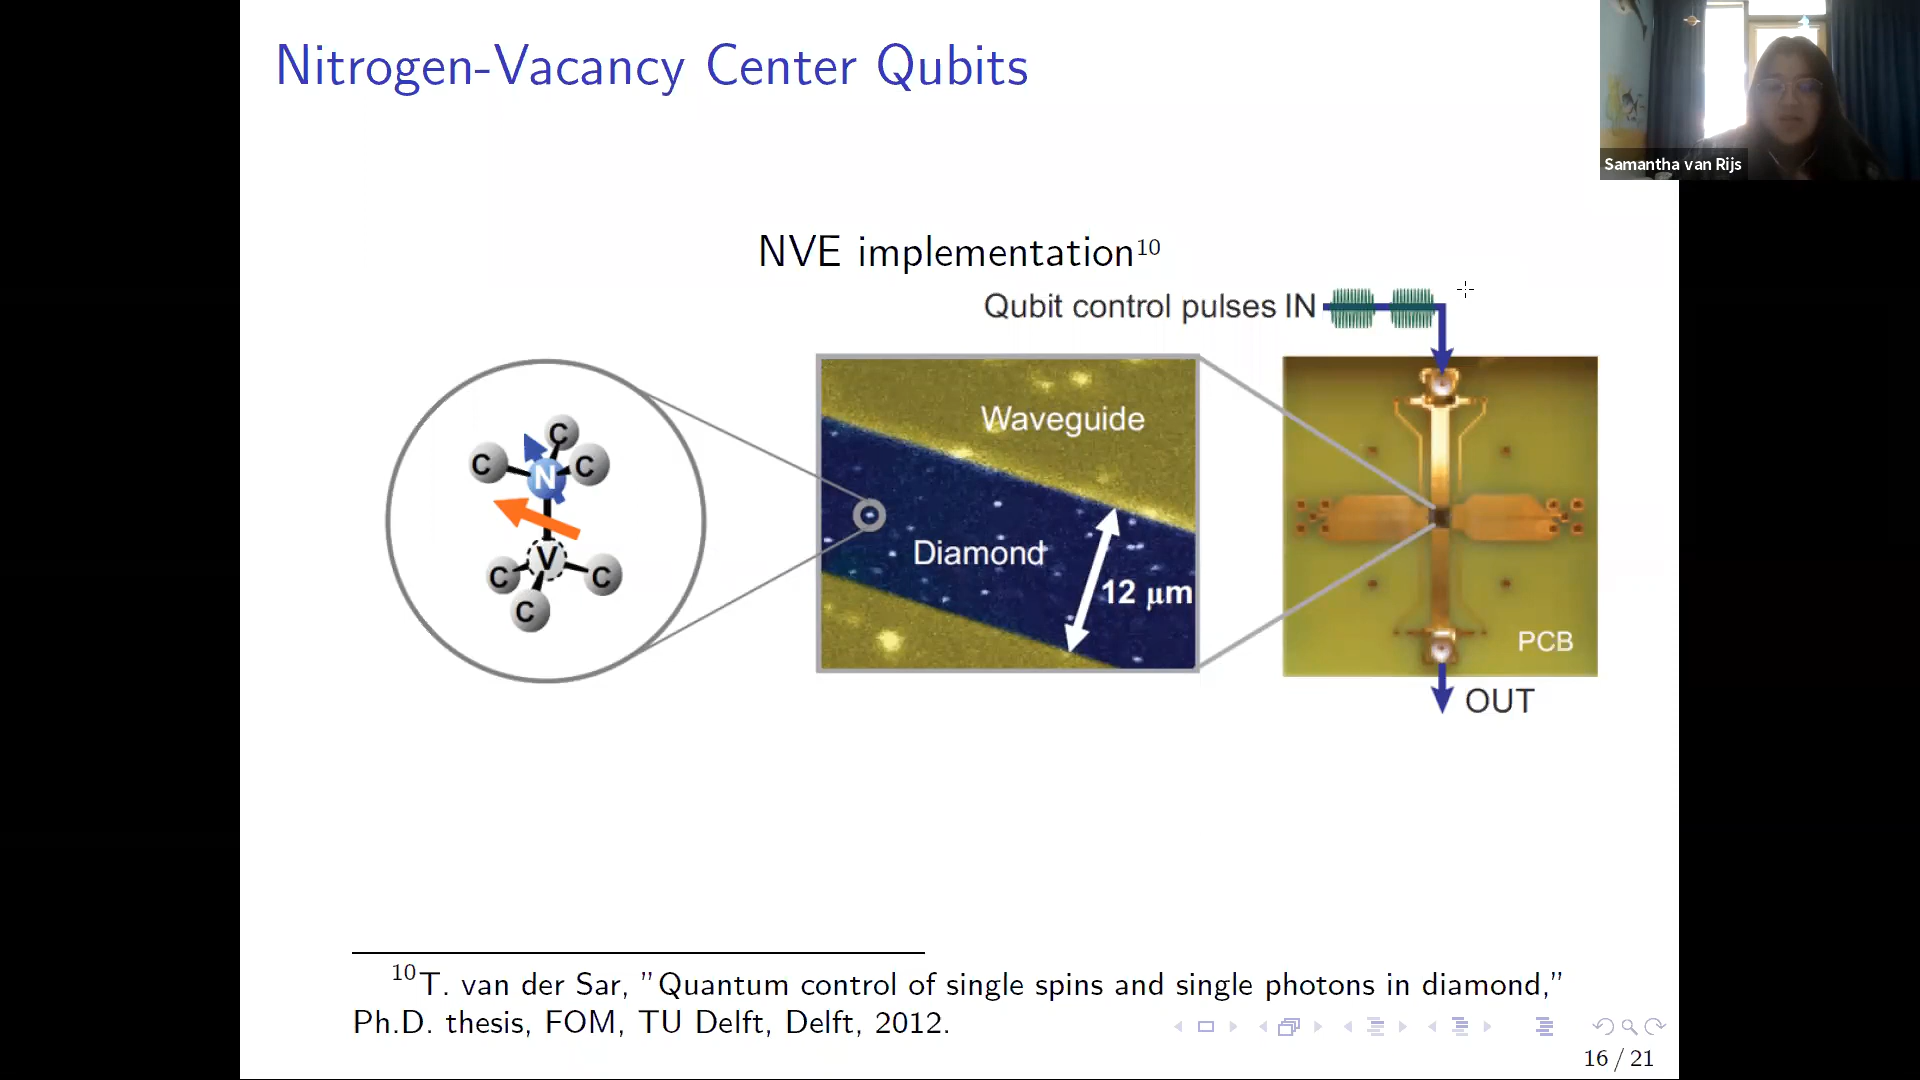 Nitrogen-Vacancy Center Qubits
Samantha van Rijs
NVE implementation¹⁰
Qubit control pulses IN
C
C
C
N
V
C
C
C
Waveguide
Diamond
12 μm
PCB
OUT
¹⁰T. van der Sar, ”Quantum control of single spins and single photons in diamond,”
Ph.D. thesis, FOM, TU Delft, Delft, 2012.
16 / 21